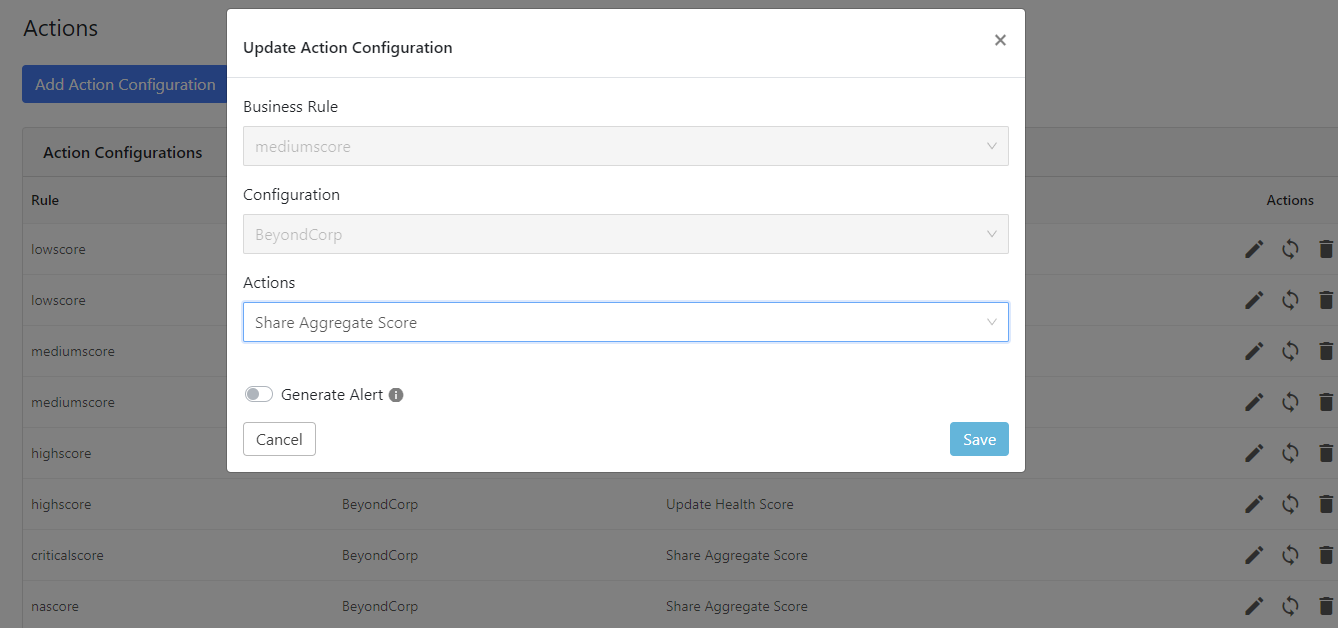 Actions
Add Action Configuration
Action Configurations
Rule
Actions
lowscore
lowscore
mediumscore
mediumscore
highscore
highscore BeyondCorp Update Health Score
criticalscore BeyondCorp Share Aggregate Score
nascore BeyondCorp Share Aggregate Score
Update Action Configuration
Business Rule
mediumscore
Configuration
BeyondCorp
Actions
Share Aggregate Score
Generate Alert
Cancel
Save